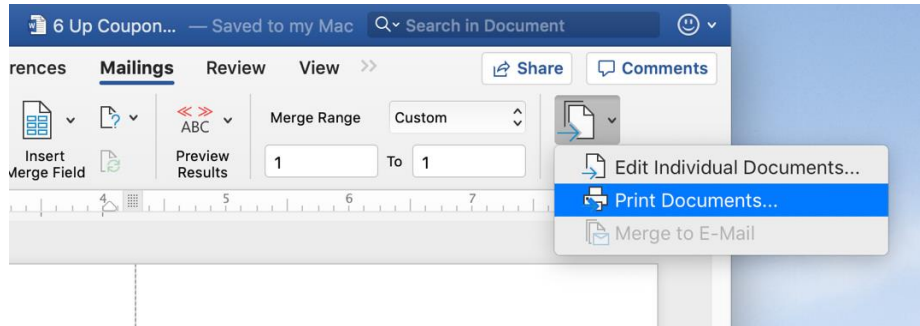 6 Up Coupon... — Saved to my Mac Search in Document
rences Mailings Review View >> Share Comments
ABC Merge Range Custom
Insert Preview 1 To 1
Merge Field Results
Edit Individual Documents...
4 5 6 7
Print Documents...
Merge to E-Mail